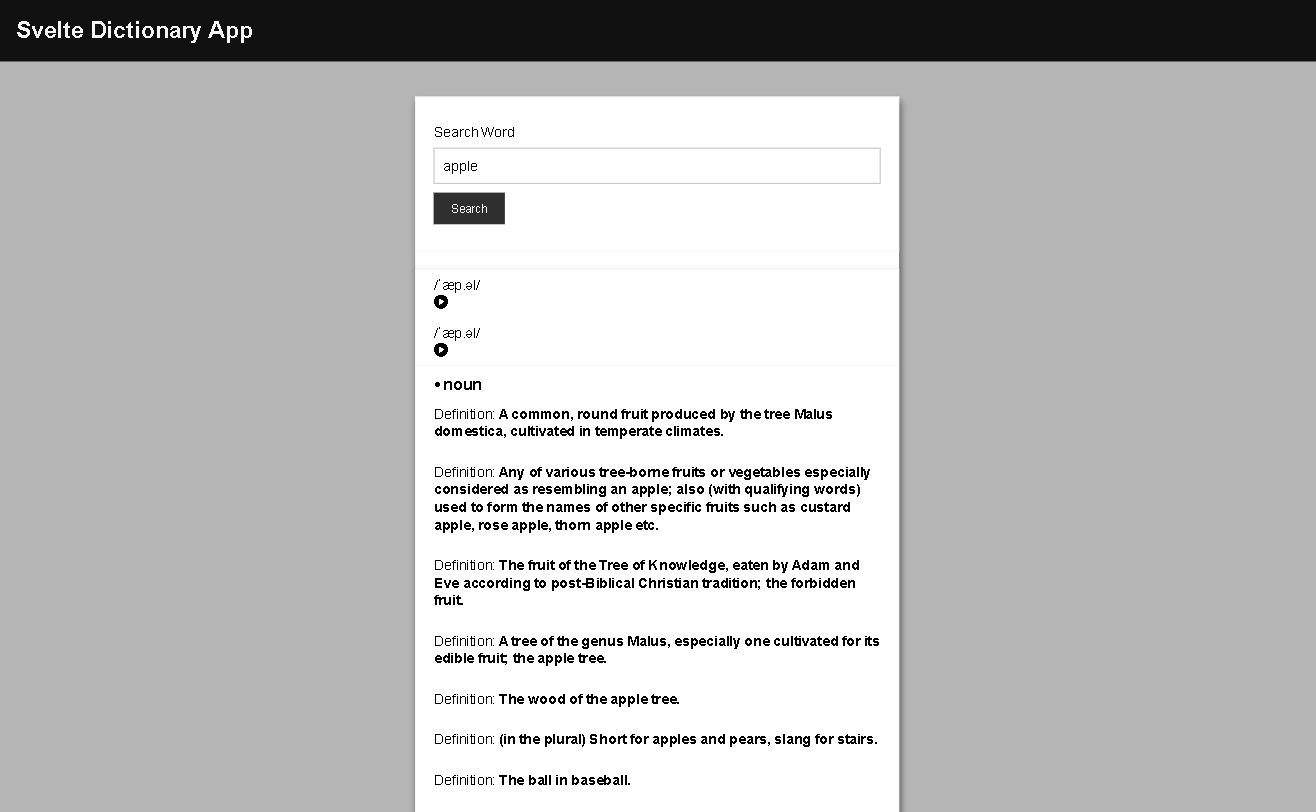 Svelte Dictionary App
Search Word
apple
Search
/ˈæp.əl/
/ˈæp.əl/
• noun
Definition: A common, round fruit produced by the tree Malus
domestica, cultivated in temperate climates.
Definition: Any of various tree-borne fruits or vegetables especially
considered as resembling an apple; also (with qualifying words)
used to form the names of other specific fruits such as custard
apple, rose apple, thorn apple etc.
Definition: The fruit of the Tree of Knowledge, eaten by Adam and
Eve according to post-Biblical Christian tradition; the forbidden
fruit.
Definition: A tree of the genus Malus, especially one cultivated for its
edible fruit; the apple tree.
Definition: The wood of the apple tree.
Definition: (in the plural) Short for apples and pears, slang for stairs.
Definition: The ball in baseball.